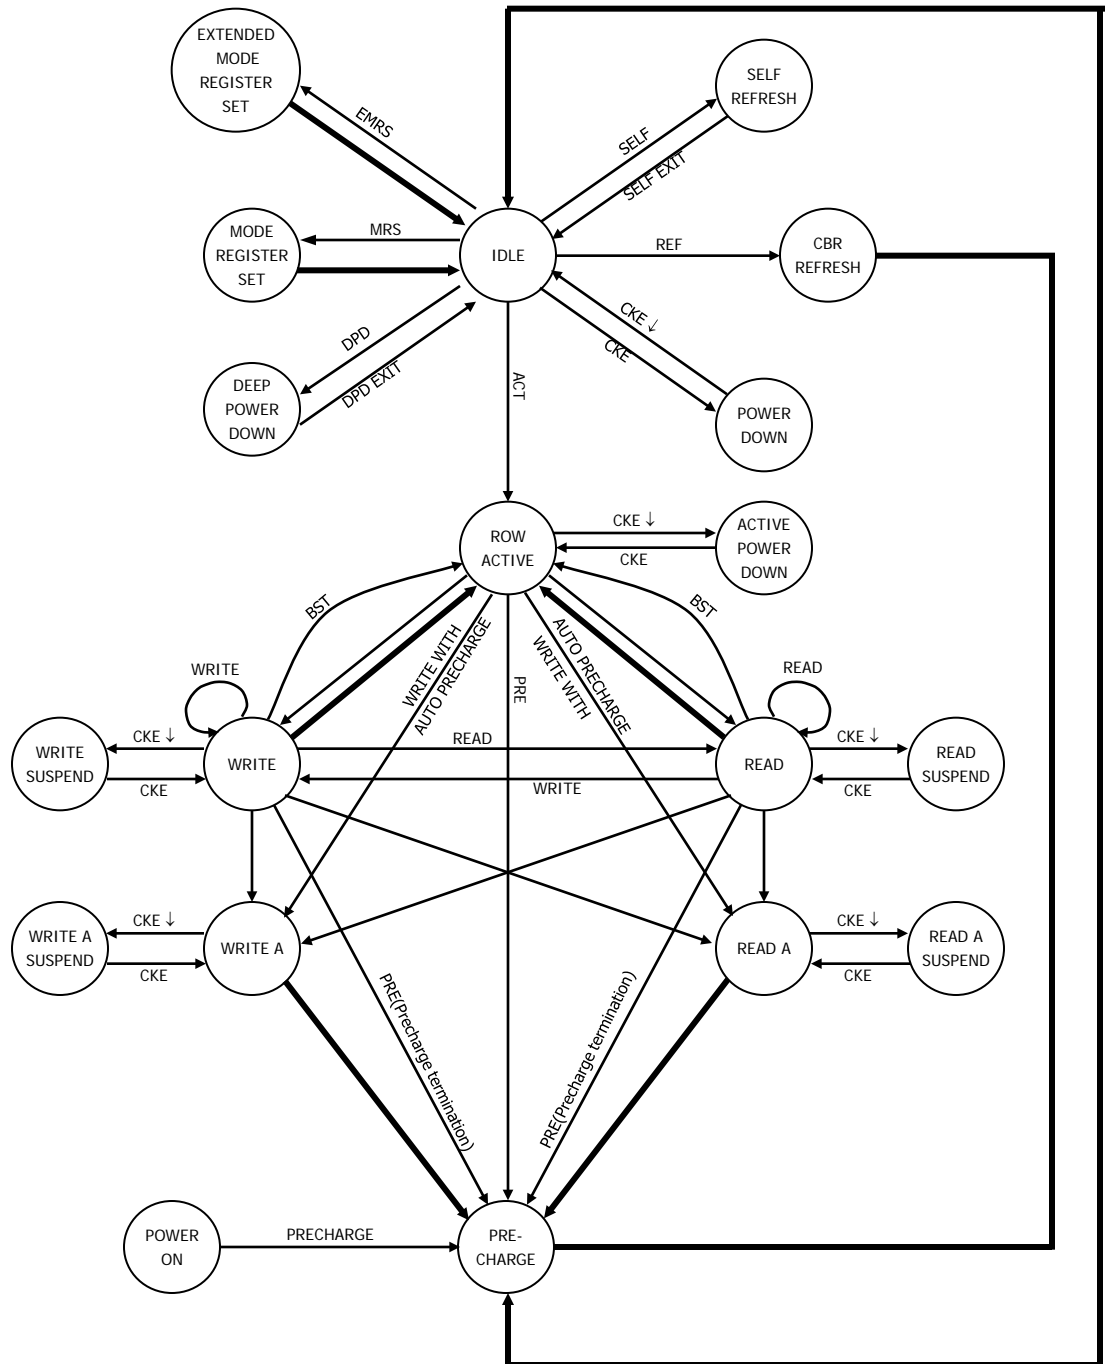 EXTENDED
MODE
REGISTER
SET
SELF
REFRESH
EMRS
SELF
SELF EXIT
MODE
REGISTER
SET
MRS
IDLE
REF
CBR
REFRESH
DPD
DPD EXIT
CKE ↓
CKE
DEEP
POWER
DOWN
ACT
POWER
DOWN
ROW
ACTIVE
CKE ↓
CKE
ACTIVE
POWER
DOWN
BST
BST
WRITE WITH
AUTO PRECHARGE
PRE
AUTO PRECHARGE
WRITE WITH
WRITE
READ
WRITE
SUSPEND
CKE ↓
CKE
WRITE
READ
WRITE
READ
CKE ↓
CKE
READ
SUSPEND
WRITE A
SUSPEND
CKE ↓
CKE
WRITE A
READ A
CKE ↓
CKE
READ A
SUSPEND
PRE(Precharge termination)
PRE(Precharge termination)
POWER
ON
PRECHARGE
PRE-
CHARGE